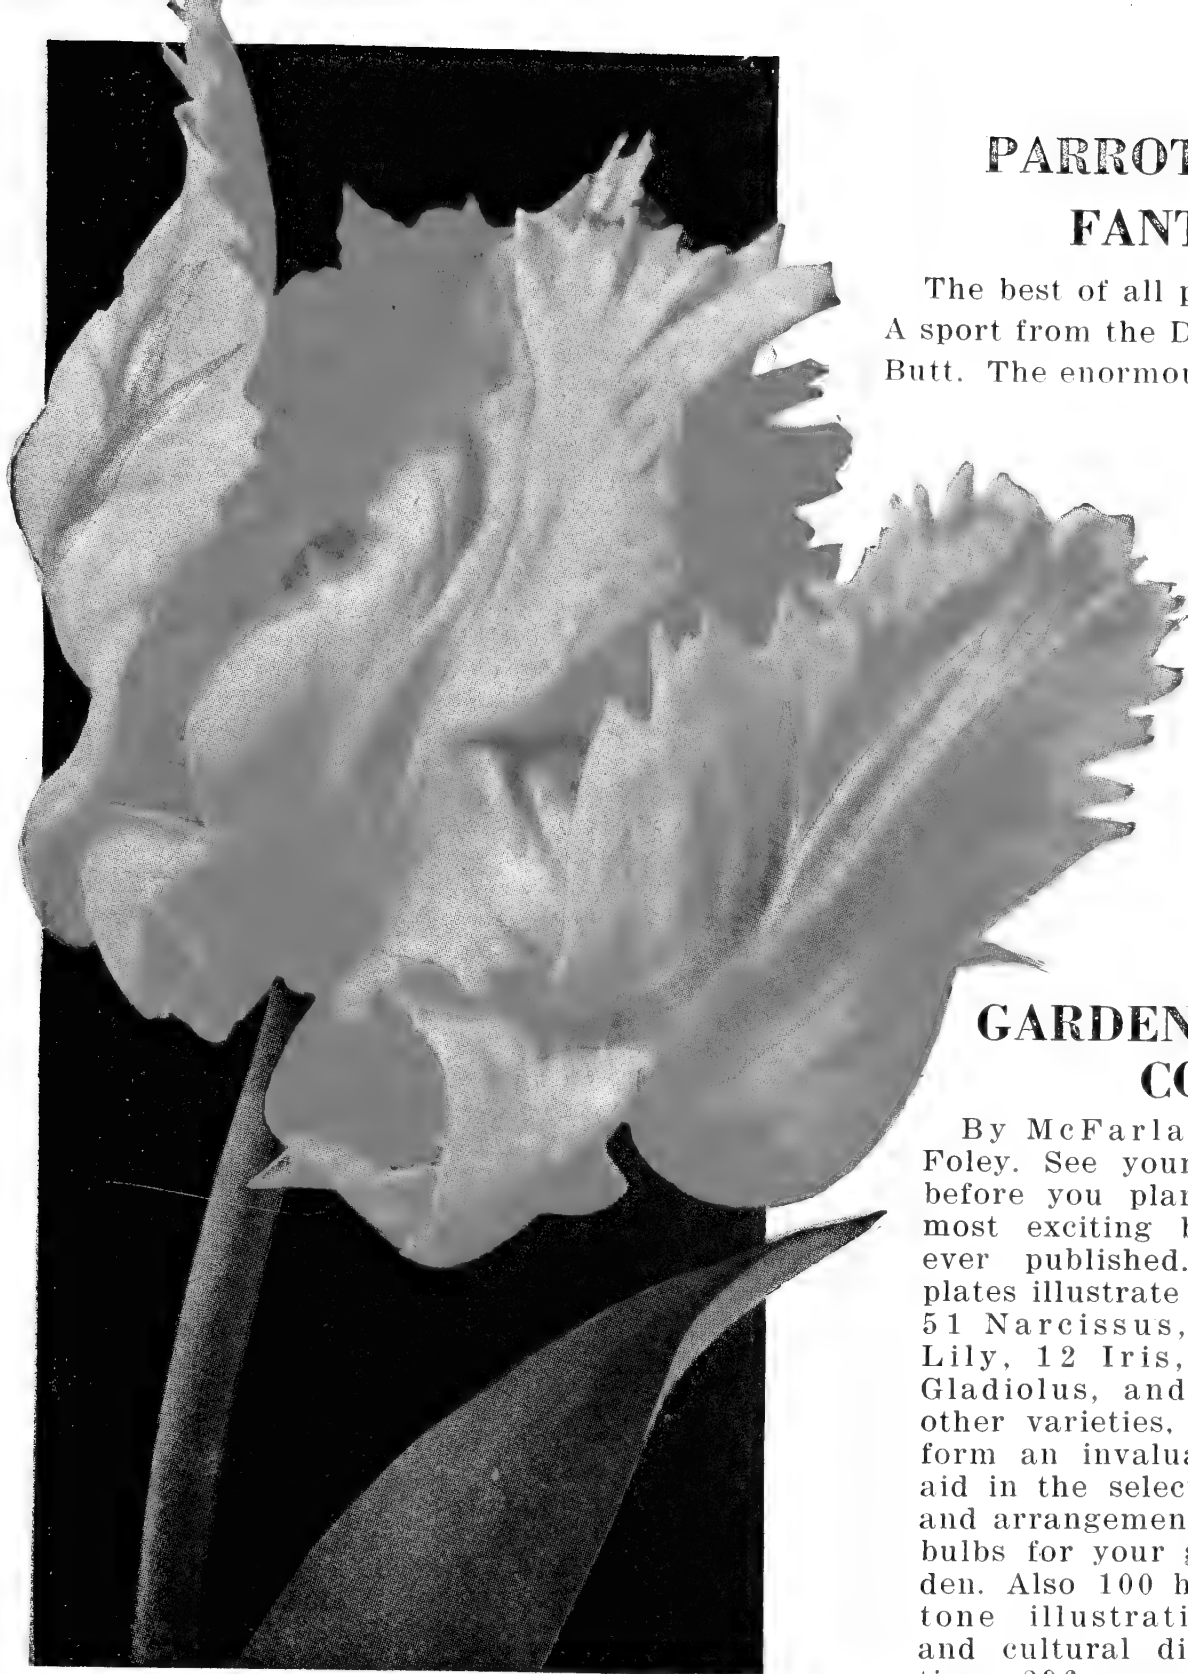 PARROT
FANT
The best of all p
A sport from the D
Butt. The enormou
GARDEN
CO
By McFarla
Foley. See your
before you plan
most exciting b
ever published.
plates illustrate
51 Narcissus,
Lily, 12 Iris,
Gladiolus, and
other varieties,
form an invalua
aid in the selec
and arrangemen
bulbs for your g
den. Also 100 h
tone illustrati
and cultural di